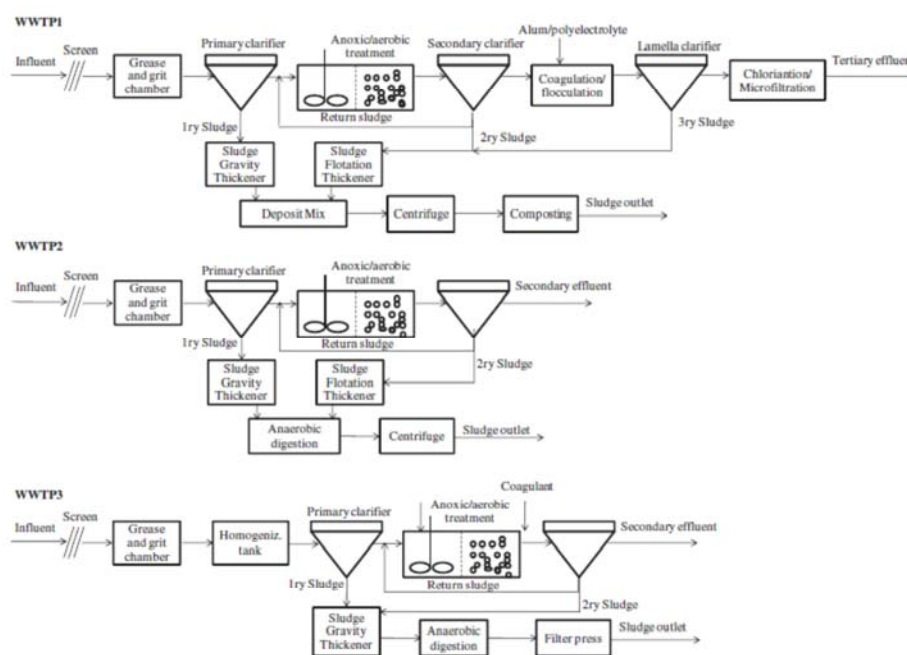 WWTP1
Influent
Screen
Grease
and grit
chamber
Primary clarifier
Anoxic/aerobic
treatment
Secondary clarifier
Alum/polyelectrolyte
Coagulation/
flocculation
Lamella clarifier
Chloriantion/
Microfiltration
Tertiary effluent
Return sludge
1ry Sludge
2ry Sludge
3ry Sludge
Sludge
Gravity
Thickener
Sludge
Flotation
Thickener
Deposit Mix
Centrifuge
Composting
Sludge outlet
WWTP2
Influent
Screen
Grease
and grit
chamber
Primary clarifier
Anoxic/aerobic
treatment
Secondary effluent
Return sludge
1ry Sludge
2ry Sludge
Sludge
Gravity
Thickener
Sludge
Flotation
Thickener
Anaerobic
digestion
Centrifuge
Sludge outlet
WWTP3
Influent
Screen
Grease
and grit
chamber
Homogeniz.
tank
Primary clarifier
Anoxic/aerobic
treatment
Coagulant
Secondary effluent
Return sludge
1ry Sludge
2ry Sludge
Sludge
Gravity
Thickener
Anaerobic
digestion
Filter press
Sludge outlet